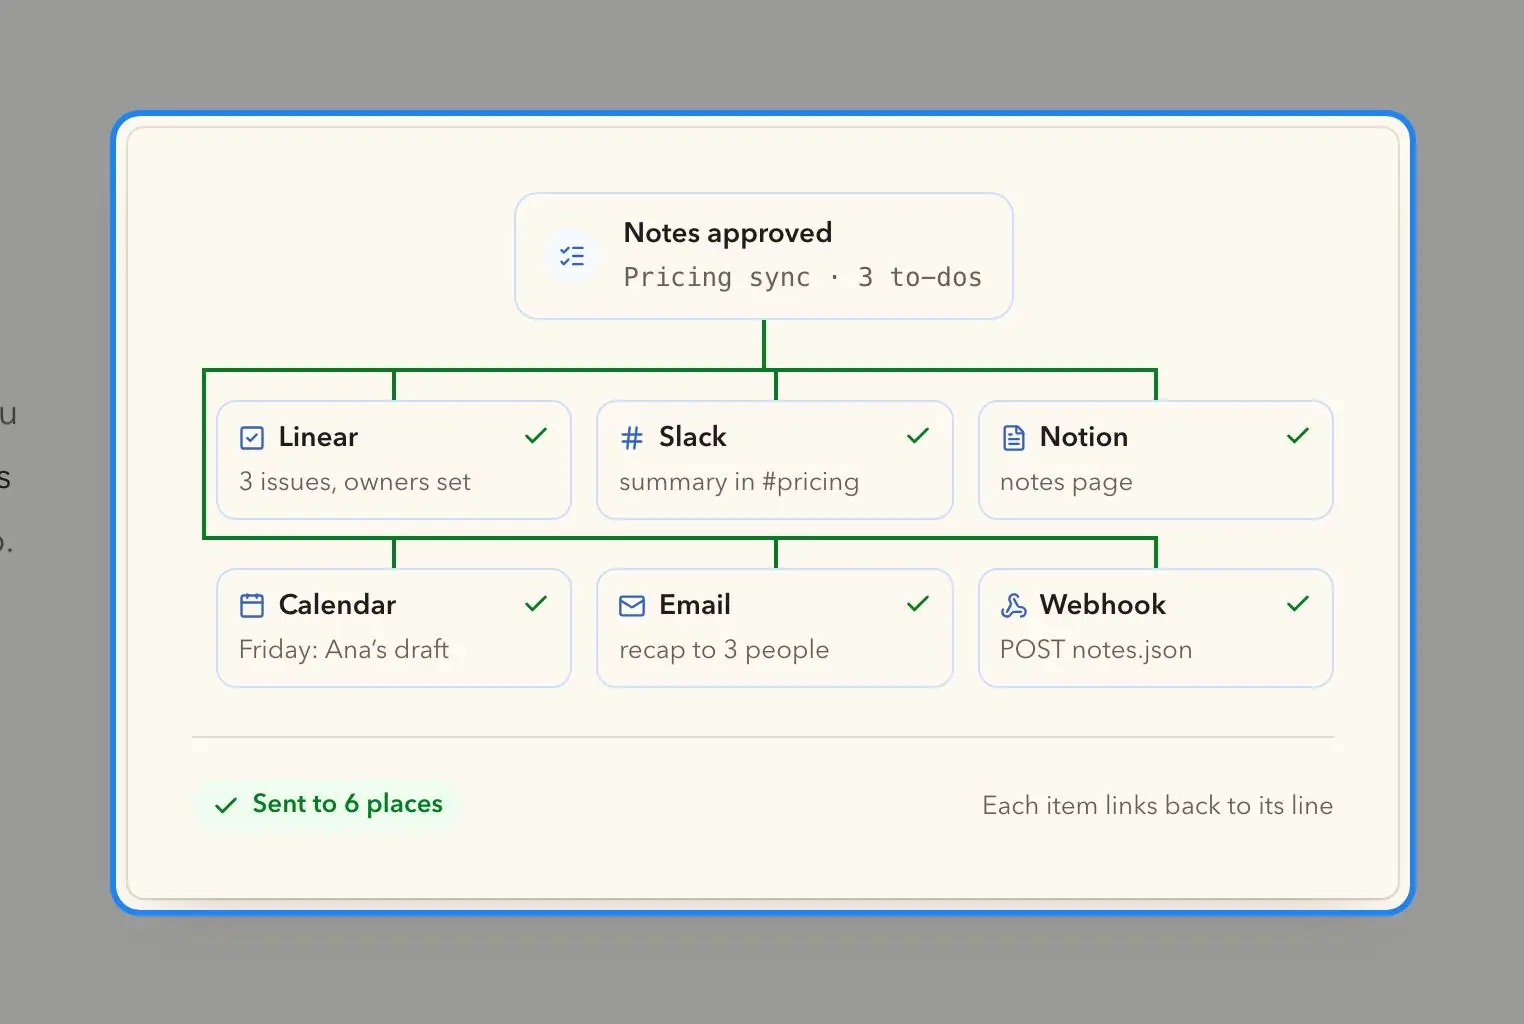 Notes approved
Pricing sync · 3 to-dos
Linear
3 issues, owners set
Slack
summary in #pricing
Notion
notes page
Calendar
Friday: Ana’s draft
Email
recap to 3 people
Webhook
POST notes.json
Sent to 6 places
Each item links back to its line